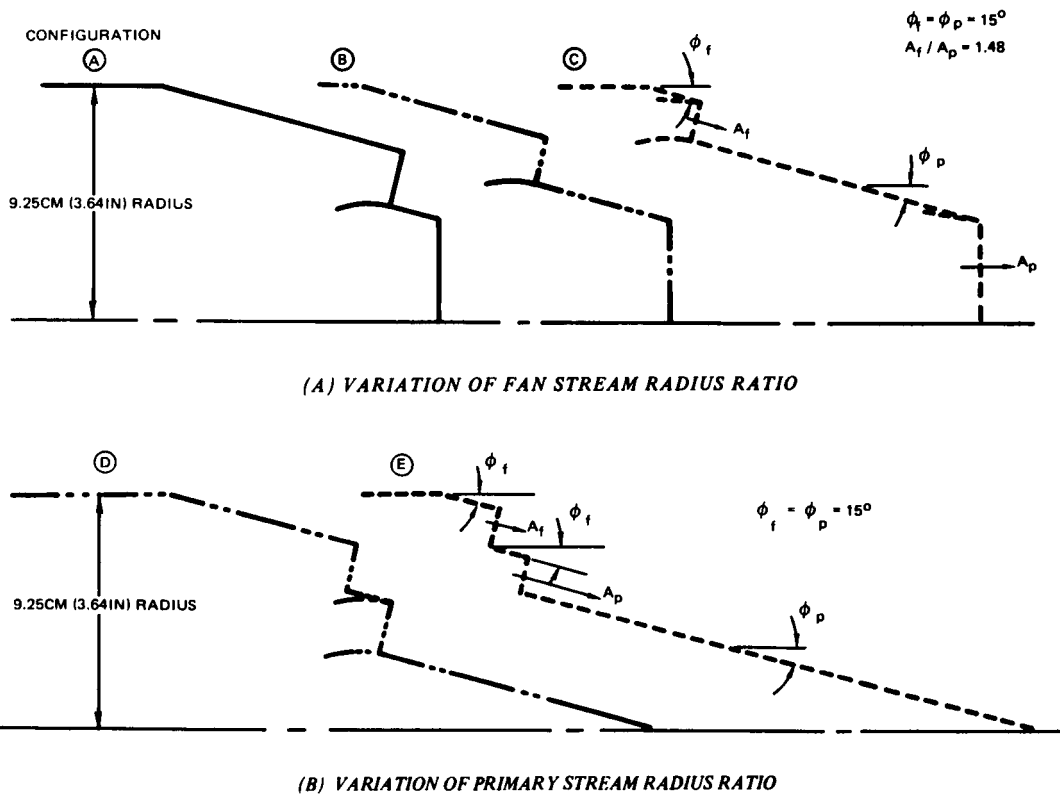 CONFIGURATION
A
B
C
ϕf
ϕf = ϕp = 15°
Af / Ap = 1.48
Af
ϕp
9.25CM (3.64IN) RADIUS
Ap
(A) VARIATION OF FAN STREAM RADIUS RATIO
D
E
ϕf
Af
ϕf
ϕf = ϕp = 15°
Ap
9.25CM (3.64IN) RADIUS
ϕp
(B) VARIATION OF PRIMARY STREAM RADIUS RATIO